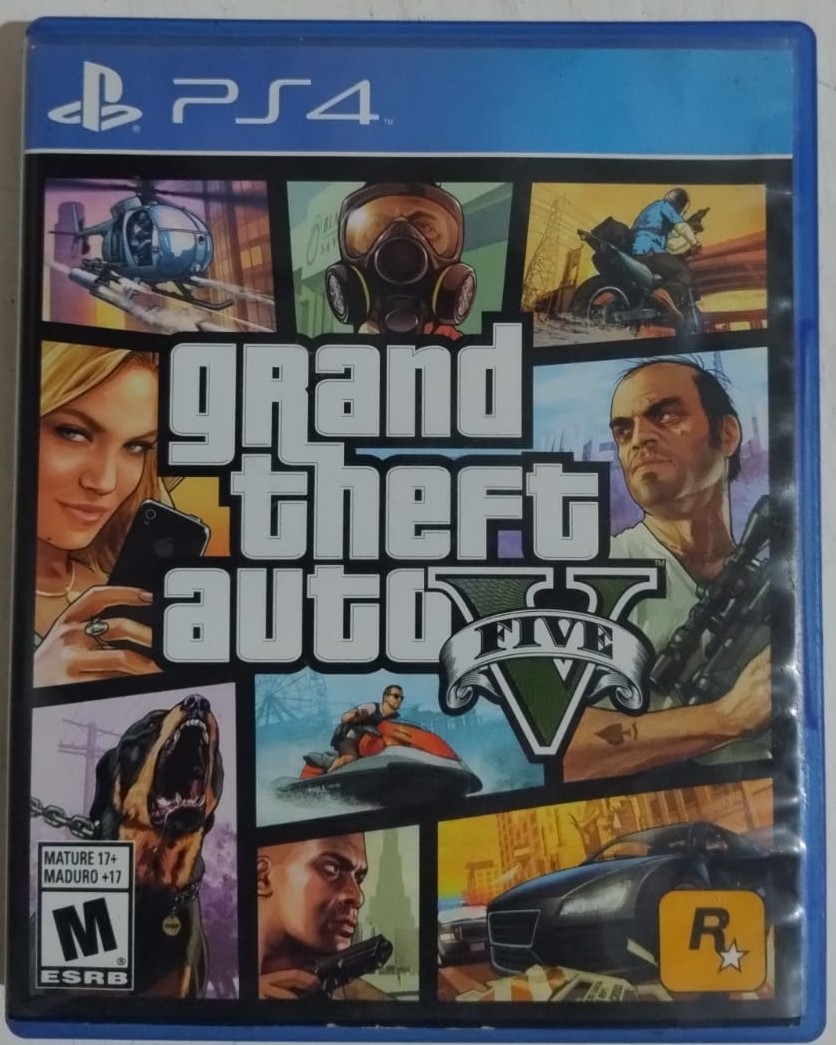 PS4
grand
theft
auto V
FIVE
MATURE 17+
MADURO +17
M
ESRB
R